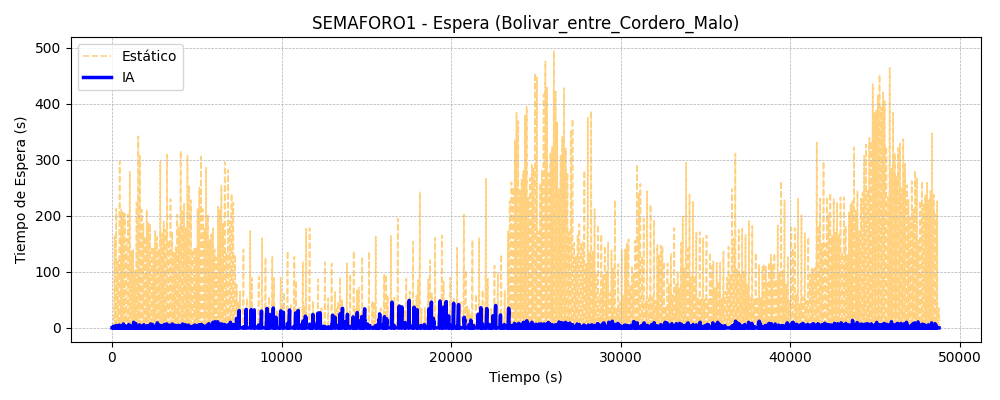 SEMAFORO1 - Espera (Bolivar_entre_Cordero_Malo)
Tiempo de Espera (s)
500
400
300
200
100
0
Estático
IA
0
10000
20000
30000
40000
50000
Tiempo (s)